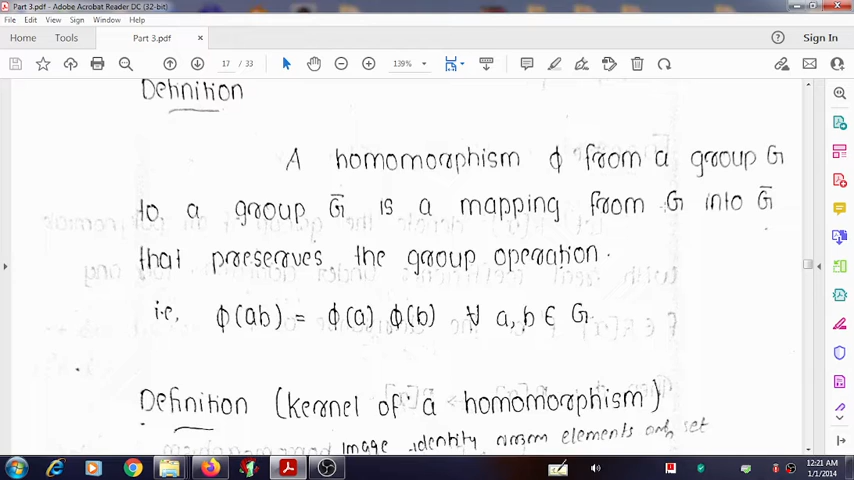 Part 3.pdf - Adobe Acrobat Reader DC (32-bit)
File Edit View Sign Window Help
Home Tools Part 3.pdf × Sign In
17 / 33 139%
Definition
A homomorphism ϕ from a group G
to a group G̅ is a mapping from G into G̅
that preserves the group operation.
i.e, ϕ(ab) = ϕ(a) ϕ(b) ∀ a, b ∈ G
Definition (kernel of a homomorphism)
Image identity elements set
12:21 AM
1/1/2014